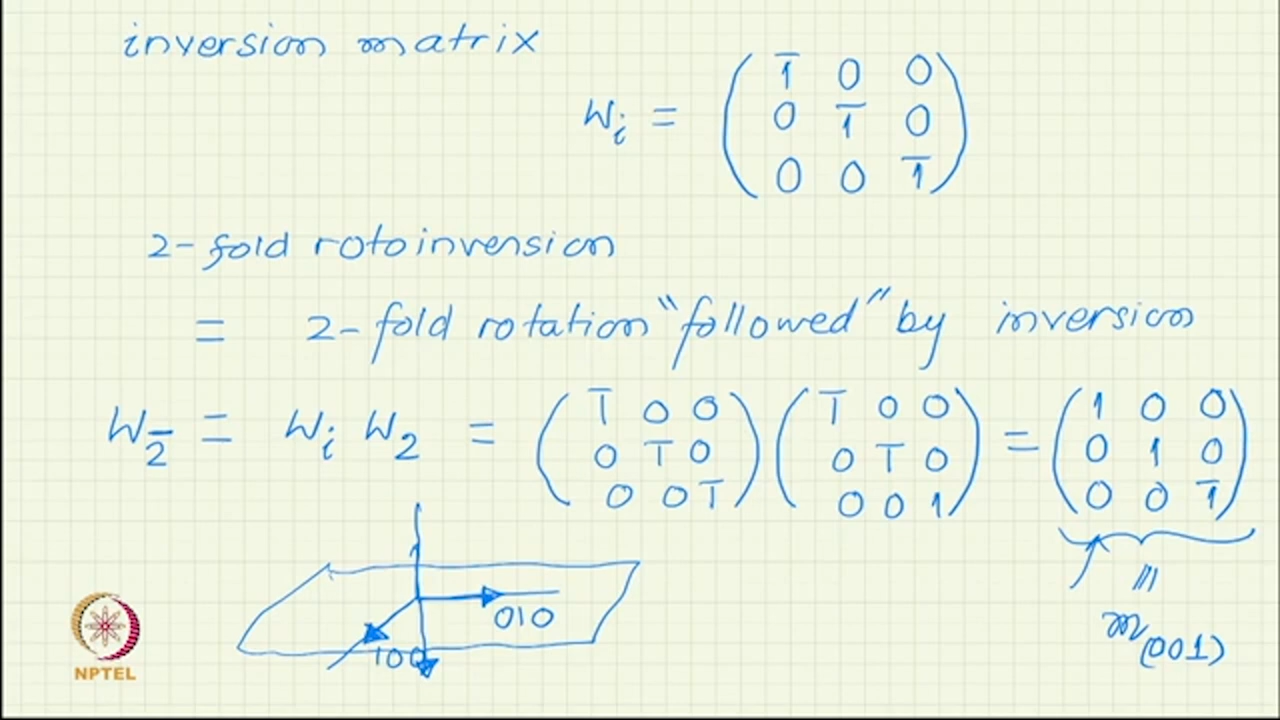 inversion matrix
W_i = ( 1̄ 0 0
0 1̄ 0
0 0 1̄ )
2-fold rotoinversion
= 2-fold rotation "followed" by inversion
W_2̄ = W_i W_2 = ( 1̄ 0 0 ; 0 1̄ 0 ; 0 0 1̄ ) ( 1̄ 0 0 ; 0 1̄ 0 ; 0 0 1 ) = ( 1 0 0 ; 0 1 0 ; 0 0 1̄ )
010
100
≡
m_(001)
NPTEL